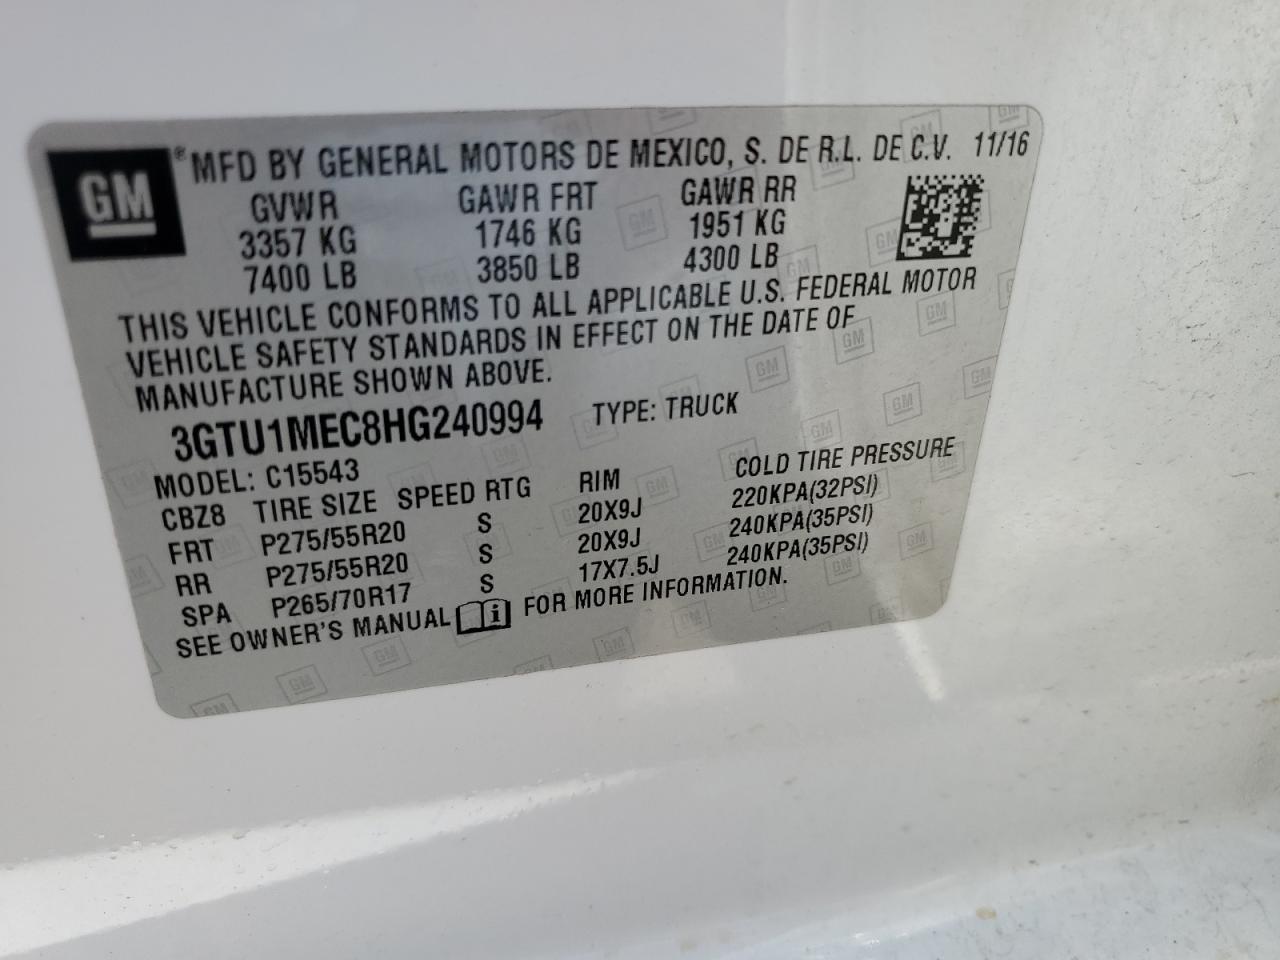 GM ® MFD BY GENERAL MOTORS DE MEXICO, S. DE R.L. DE C.V. 11/16
GVWR GAWR FRT GAWR RR
3357 KG 1746 KG 1951 KG
7400 LB 3850 LB 4300 LB
THIS VEHICLE CONFORMS TO ALL APPLICABLE U.S. FEDERAL MOTOR
VEHICLE SAFETY STANDARDS IN EFFECT ON THE DATE OF
MANUFACTURE SHOWN ABOVE.
3GTU1MEC8HG240994 TYPE: TRUCK
MODEL: C15543
CBZ8 TIRE SIZE SPEED RTG RIM COLD TIRE PRESSURE
FRT P275/55R20 S 20X9J 220KPA(32PSI)
RR P275/55R20 S 20X9J 240KPA(35PSI)
SPA P265/70R17 S 17X7.5J 240KPA(35PSI)
SEE OWNER'S MANUAL i FOR MORE INFORMATION.